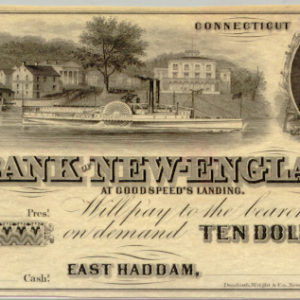 CONNECTICUT
BANK OF NEW-ENGLA
AT GOODSPEED'S LANDING.
Will pay to the bearer
Pres!
on demand TEN DOLL
EAST HADDAM,
Cash!